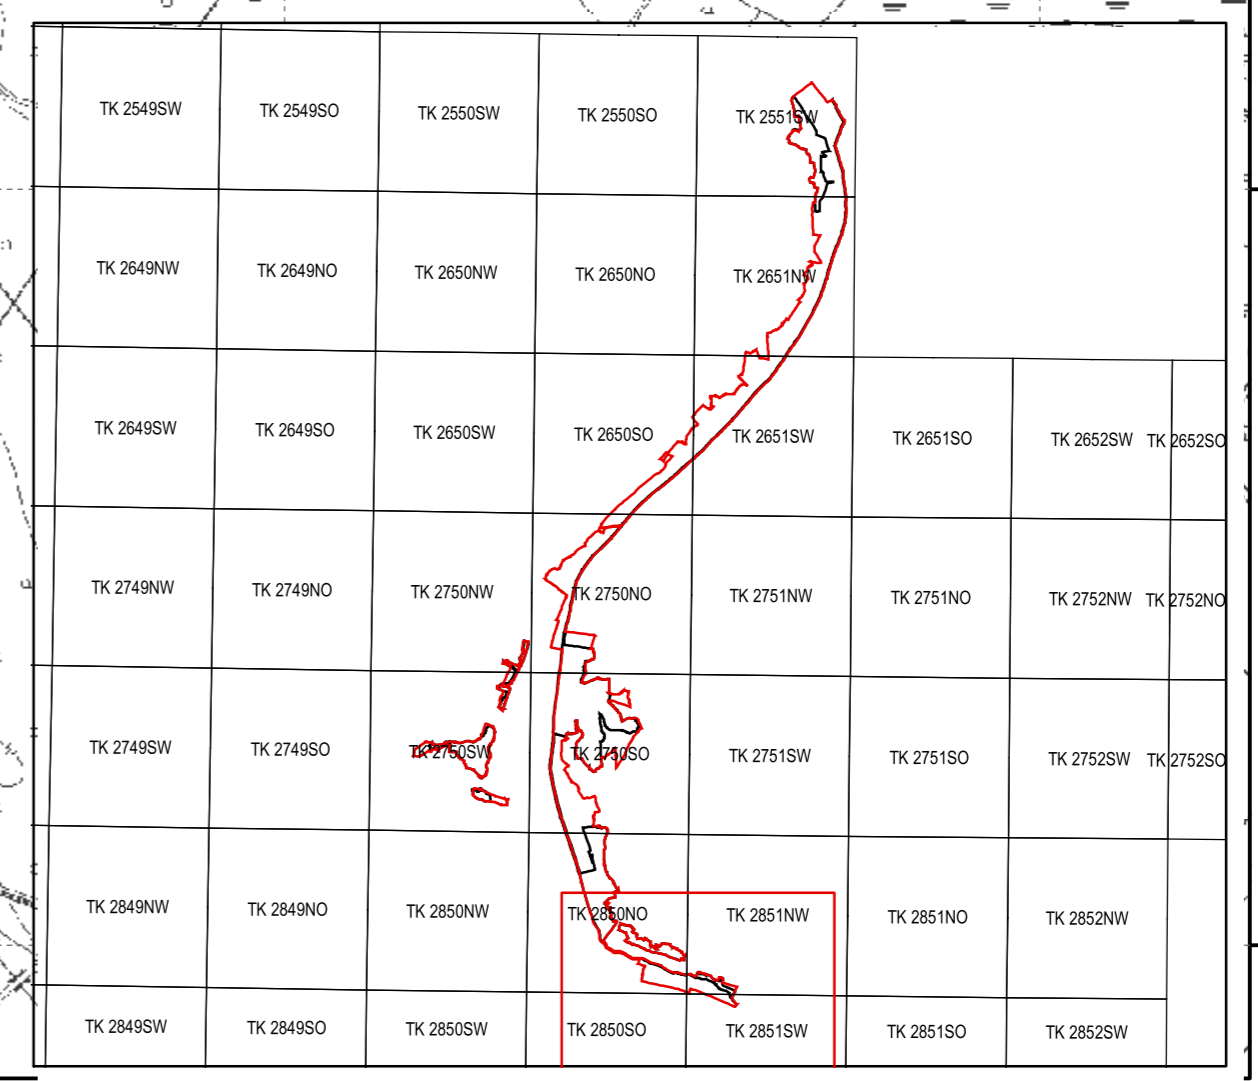 TK 2549SW TK 2549SO TK 2550SW TK 2550SO TK 2551SW
TK 2649NW TK 2649NO TK 2650NW TK 2650NO TK 2651NW
TK 2649SW TK 2649SO TK 2650SW TK 2650SO TK 2651SW TK 2651SO TK 2652SW TK 2652SO
TK 2749NW TK 2749NO TK 2750NW TK 2750NO TK 2751NW TK 2751NO TK 2752NW TK 2752NO
TK 2749SW TK 2749SO TK 2750SW TK 2750SO TK 2751SW TK 2751SO TK 2752SW TK 2752SO
TK 2849NW TK 2849NO TK 2850NW TK 2850NO TK 2851NW TK 2851NO TK 2852NW
TK 2849SW TK 2849SO TK 2850SW TK 2850SO TK 2851SW TK 2851SO TK 2852SW